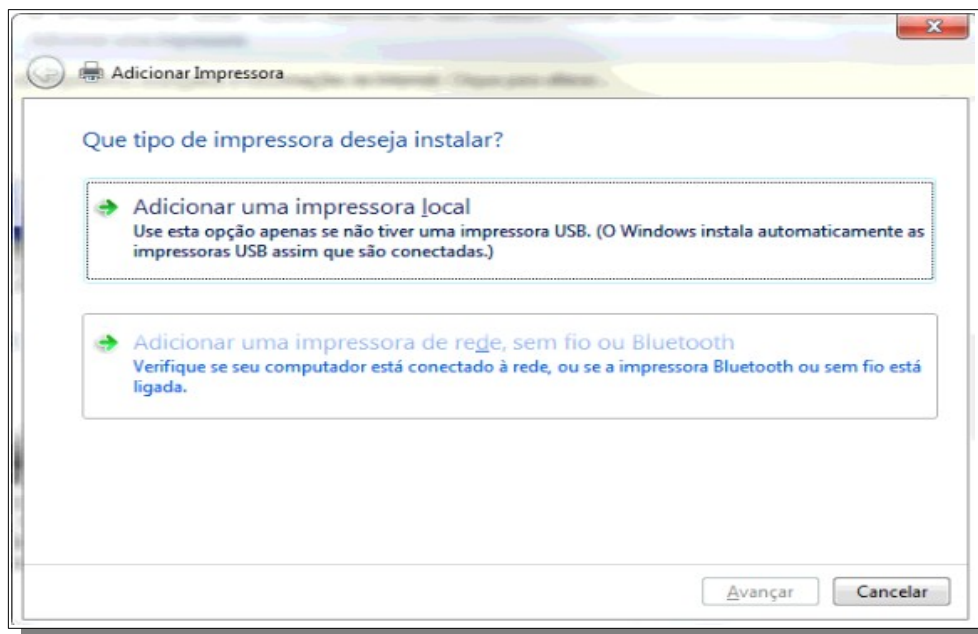 Adicionar Impressora
Que tipo de impressora deseja instalar?
Adicionar uma impressora local
Use esta opção apenas se não tiver uma impressora USB. (O Windows instala automaticamente as
impressoras USB assim que são conectadas.)
Adicionar uma impressora de rede, sem fio ou Bluetooth
Verifique se seu computador está conectado à rede, ou se a impressora Bluetooth ou sem fio está
ligada.
Avançar Cancelar